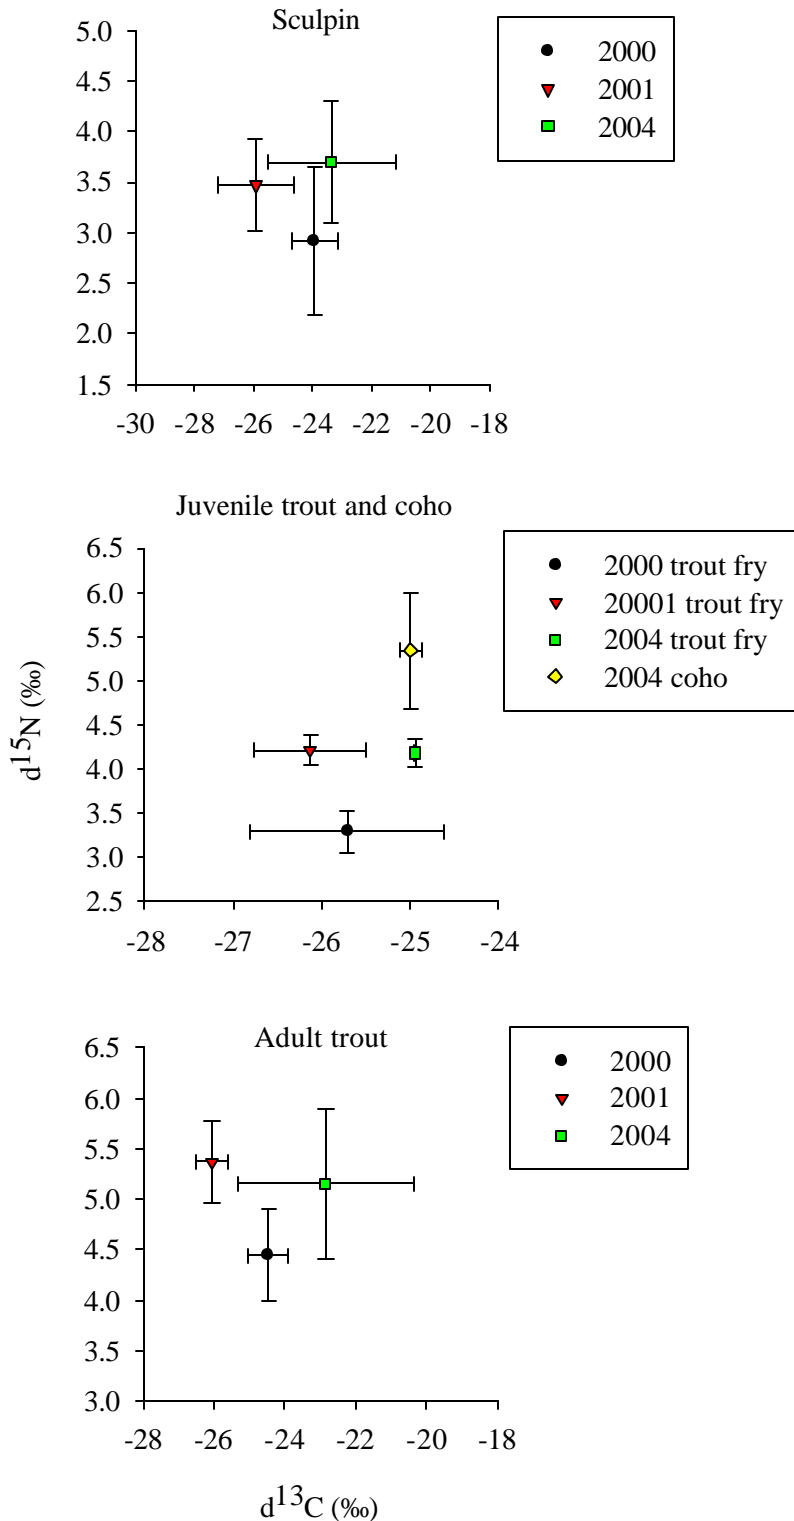 Sculpin
5.0
4.5
4.0
3.5
3.0
2.5
2.0
1.5
-30 -28 -26 -24 -22 -20 -18
2000
2001
2004
Juvenile trout and coho
6.5
6.0
5.5
5.0
4.5
4.0
3.5
3.0
2.5
-28 -27 -26 -25 -24
2000 trout fry
20001 trout fry
2004 trout fry
2004 coho
d15N (‰)
Adult trout
6.5
6.0
5.5
5.0
4.5
4.0
3.5
3.0
-28 -26 -24 -22 -20 -18
2000
2001
2004
d13C (‰)